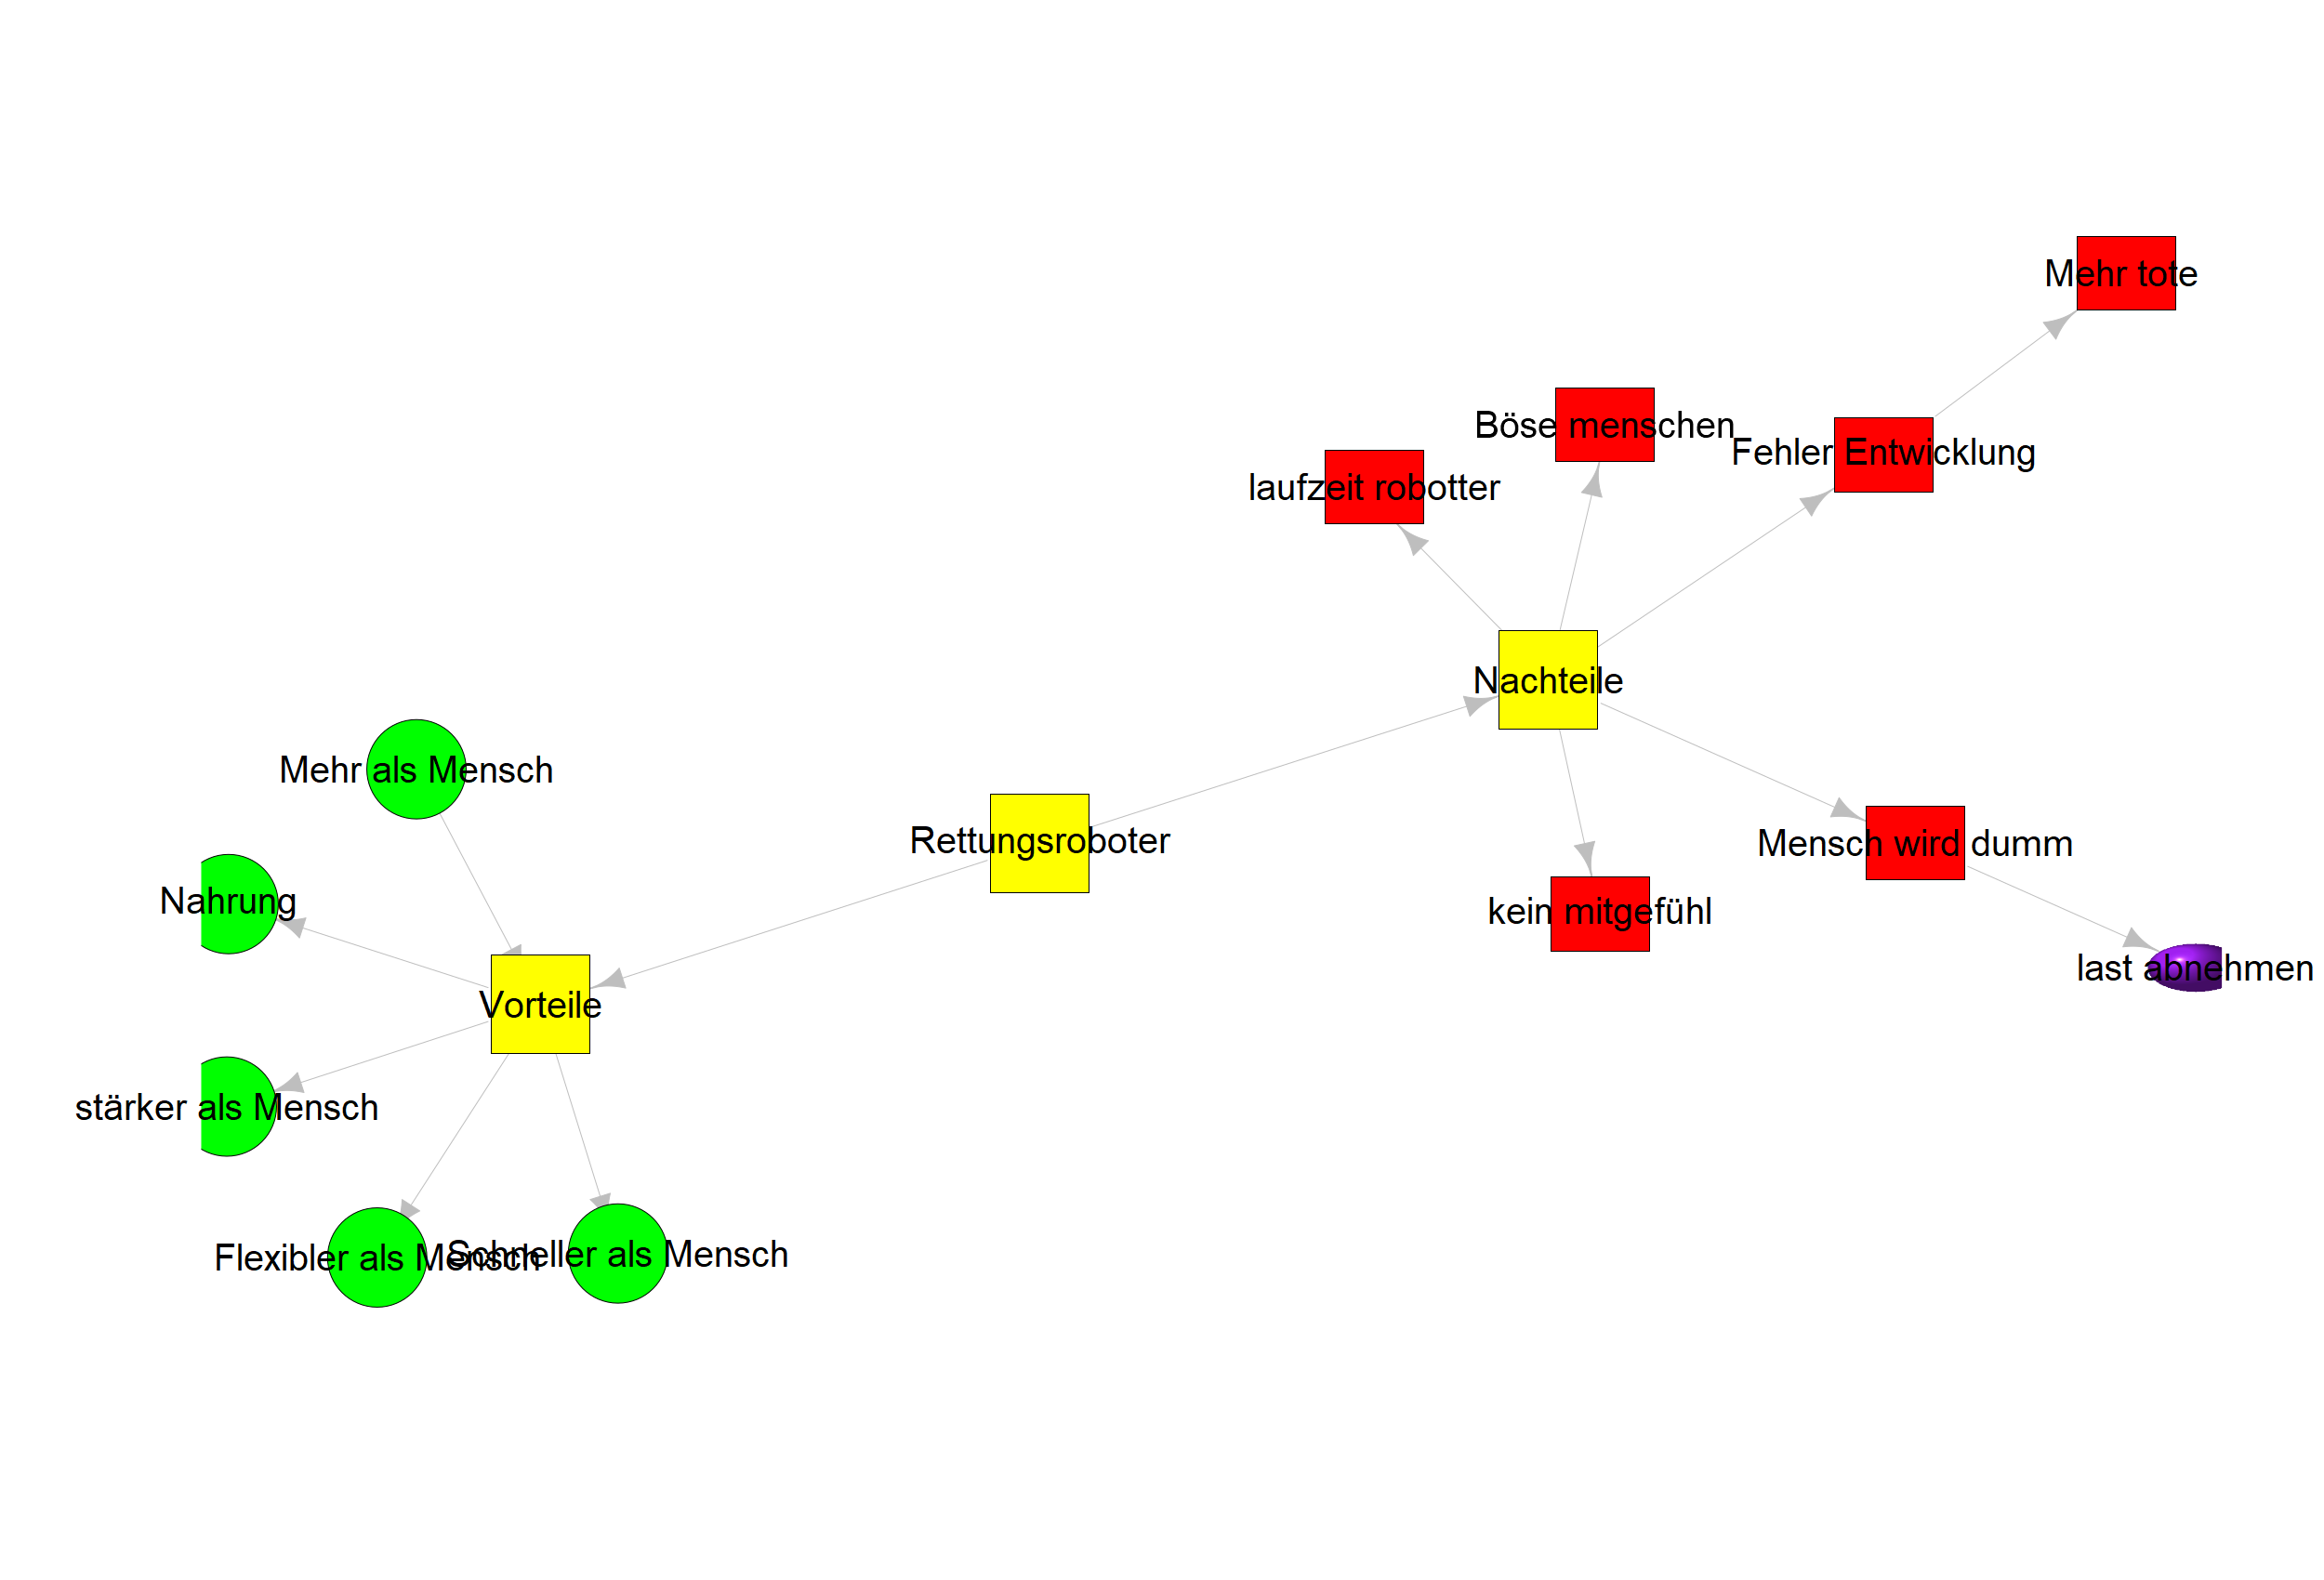 Mehr tote
Böse menschen
Fehler Entwicklung
laufzeit robotter
Nachteile
Mehr als Mensch
Rettungsroboter
Mensch wird dumm
Nahrung
kein mitgefühl
last abnehmen
Vorteile
stärker als Mensch
Flexibler als Mensch
Schneller als Mensch